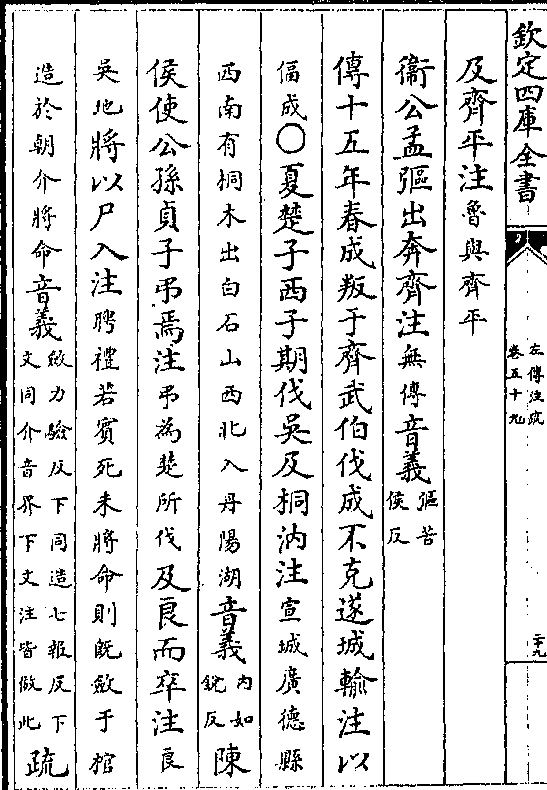 欽定四庫全書
左傳注疏
卷五十九
二十九
及齊平注魯與齊平
衞公孟彄出奔齊注無傳音義彄苦侯反
傳十五年春成叛于齊武伯伐成不克遂城輸注以
偪成〇夏楚子西子期伐吳及桐汭注宣城廣德縣
西南有桐木出白石山西北入丹陽湖音義汭如銳反陳
侯使公孫貞子弔焉注弔為楚所伐及良而卒注良
吳地將以尸入注聘禮若賓死未將命則既斂于棺
造於朝介將命音義斂力驗反下同造七報反下文同介音界下文注皆倣此疏